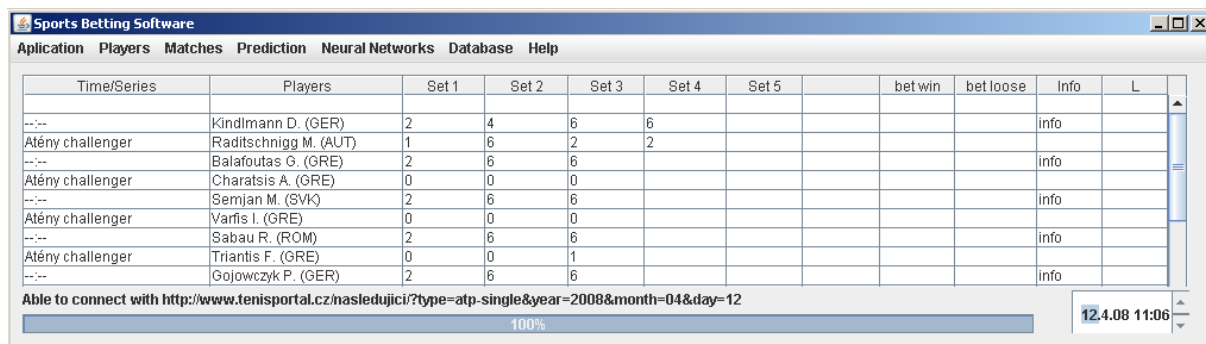 Sports Betting Software
Aplication Players Matches Prediction Neural Networks Database Help
Time/Series Players Set 1 Set 2 Set 3 Set 4 Set 5 bet win bet loose Info L
--:-- Kindlmann D. (GER) 2 4 6 6 info
Atény challenger Raditschnigg M. (AUT) 1 6 2 2
--:-- Balafoutas G. (GRE) 2 6 6 info
Atény challenger Charatsis A. (GRE) 0 0 0
--:-- Semjan M. (SVK) 2 6 6 info
Atény challenger Varfis I. (GRE) 0 0 0
--:-- Sabau R. (ROM) 2 6 6 info
Atény challenger Triantis F. (GRE) 0 0 1
--:-- Gojowczyk P. (GER) 2 6 6 info
Able to connect with http://www.tenisportal.cz/nasledujici/?type=atp-single&year=2008&month=04&day=12
100%
12.4.08 11:06